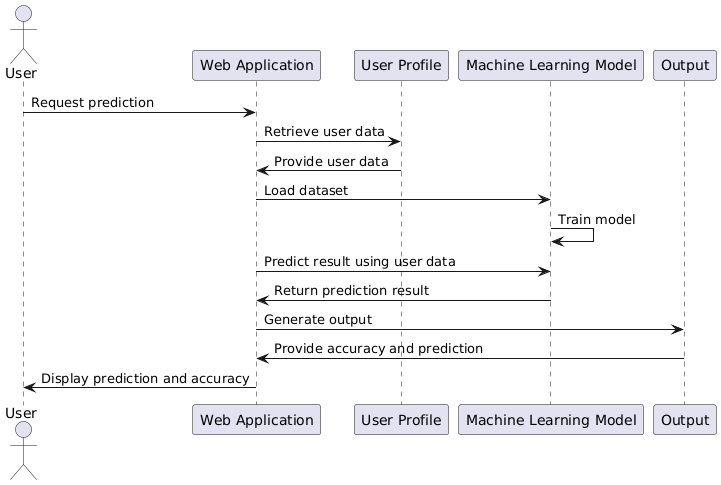 User
Web Application
User Profile
Machine Learning Model
Output
Request prediction
Retrieve user data
Provide user data
Load dataset
Train model
Predict result using user data
Return prediction result
Generate output
Provide accuracy and prediction
Display prediction and accuracy
User
Web Application
User Profile
Machine Learning Model
Output